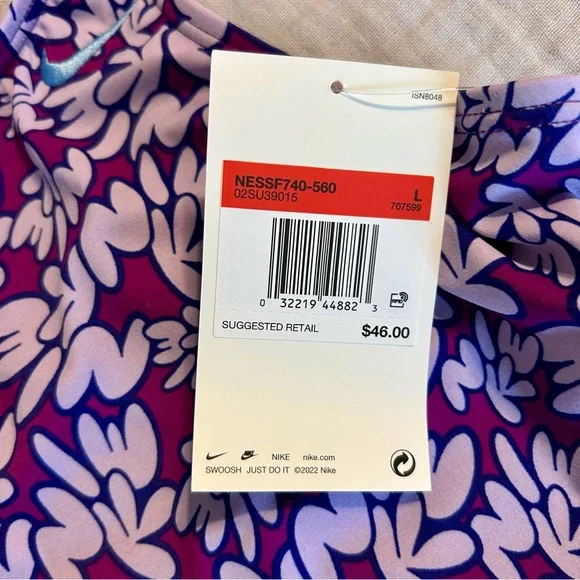 ISN8048
NESSF740-560
02SU39015
L
707599
0 32219 44882 3
SUGGESTED RETAIL $46.00
NIKE nike.com
SWOOSH JUST DO IT ©2022 Nike